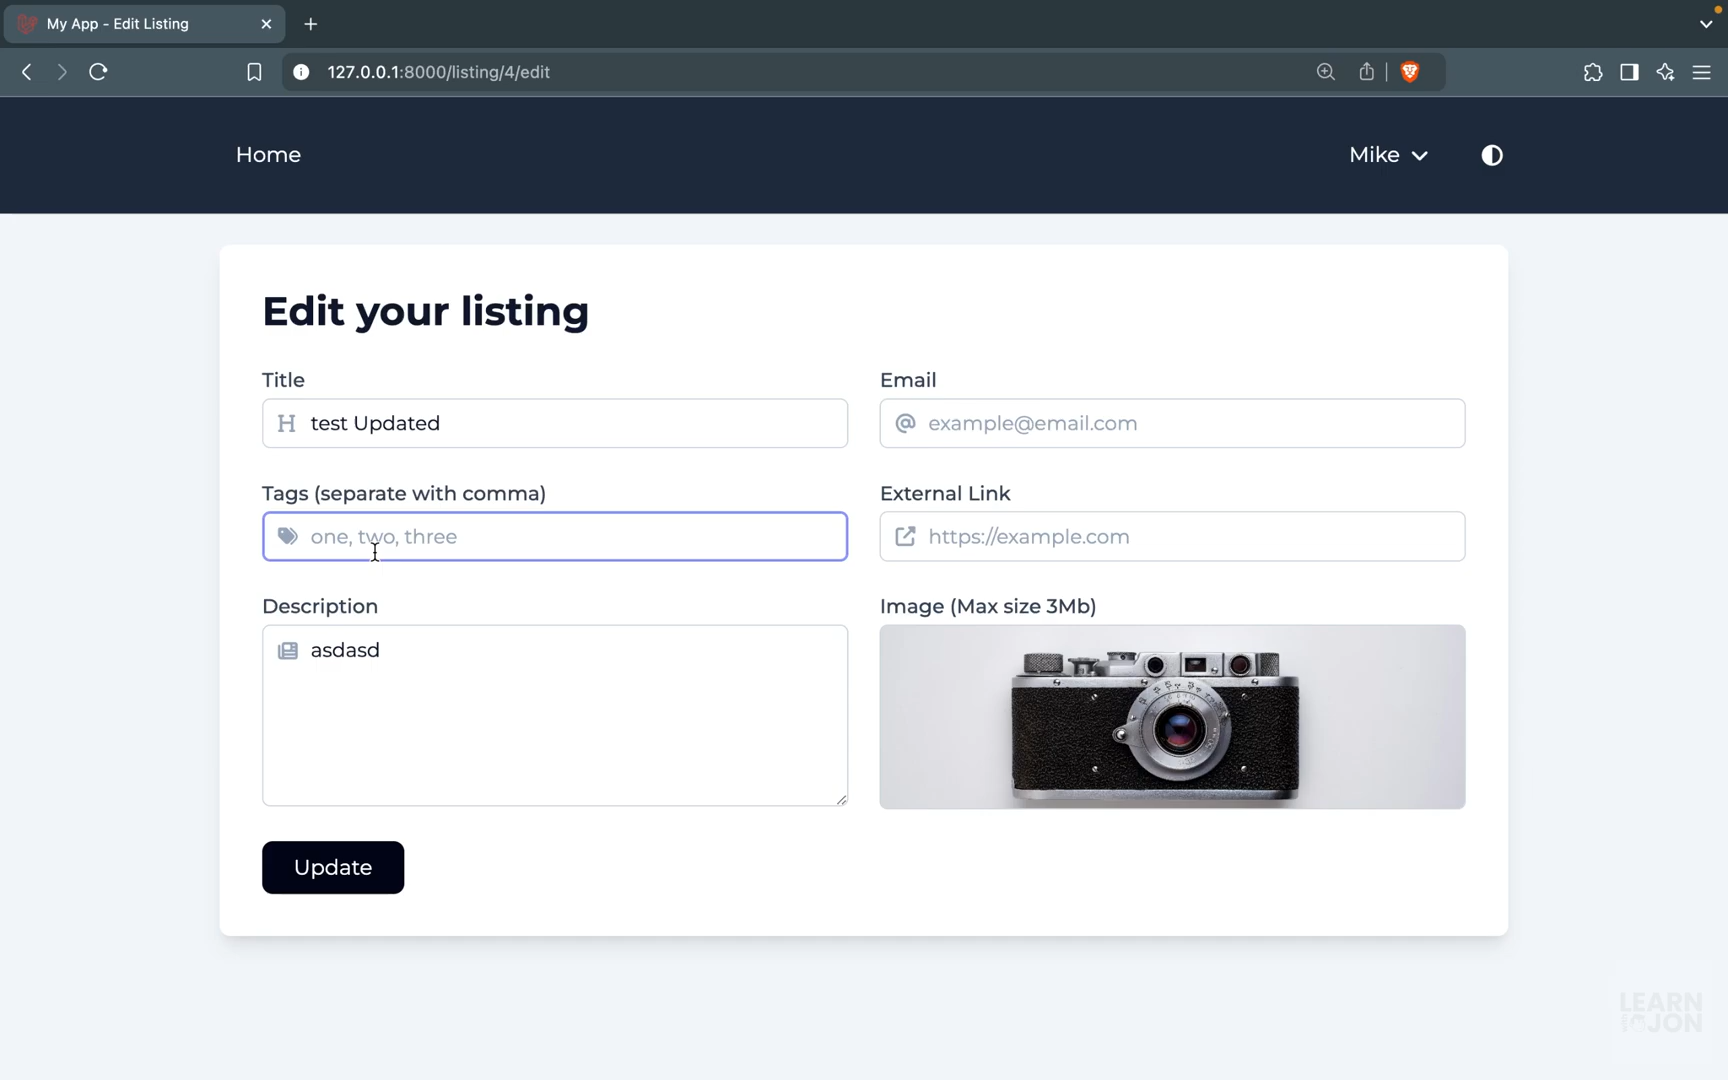 My App - Edit Listing
127.0.0.1:8000/listing/4/edit
Home
Mike
Edit your listing
Title
Email
test Updated
example@email.com
Tags (separate with comma)
External Link
one, two, three
https://example.com
Description
Image (Max size 3Mb)
asdasd
Update
LEARN
JON